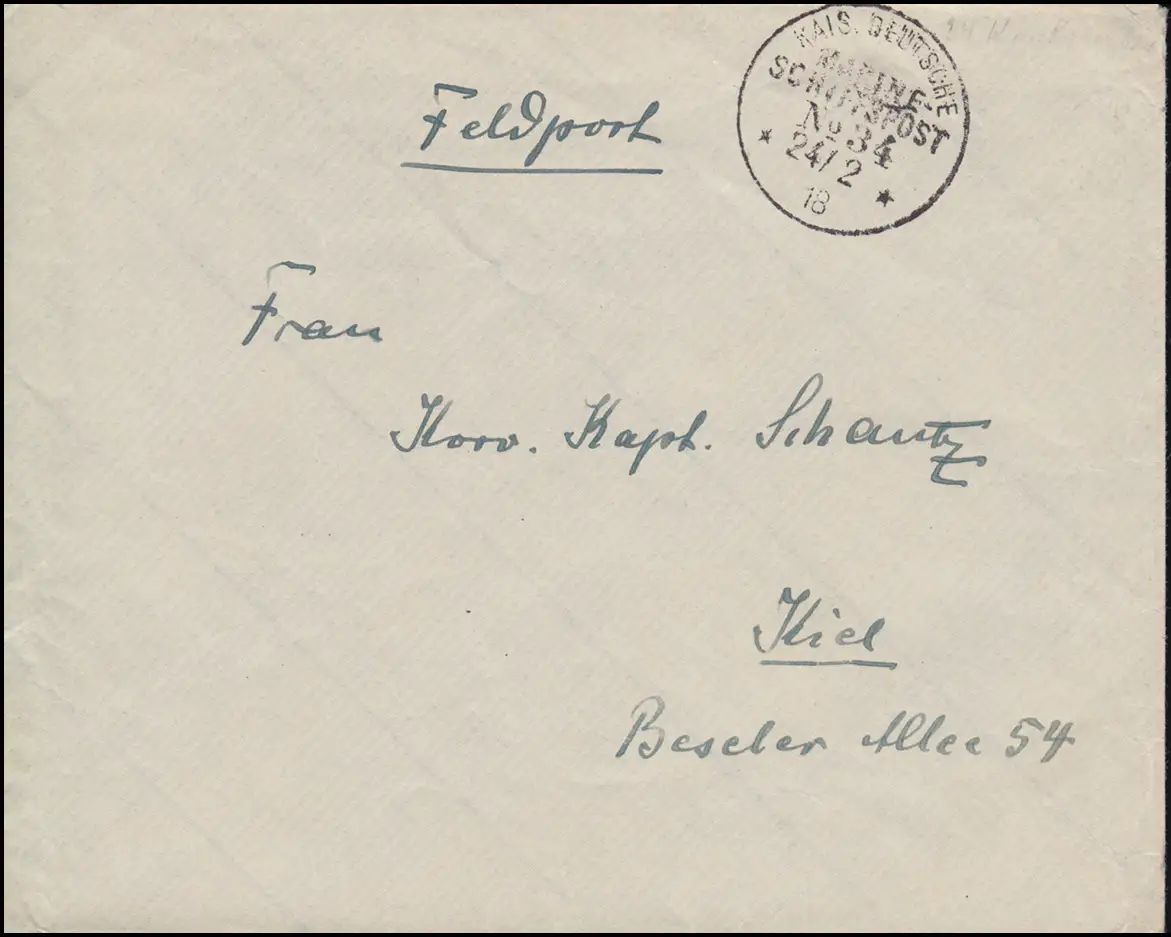 KAIS. DEUTSCHE
MARINE-
SCHIFFSPOST
No 34
* 24/2 *
18
Feldpost
Frau
Korv. Kapt. Schantz
Kiel
Beseler Allee 54